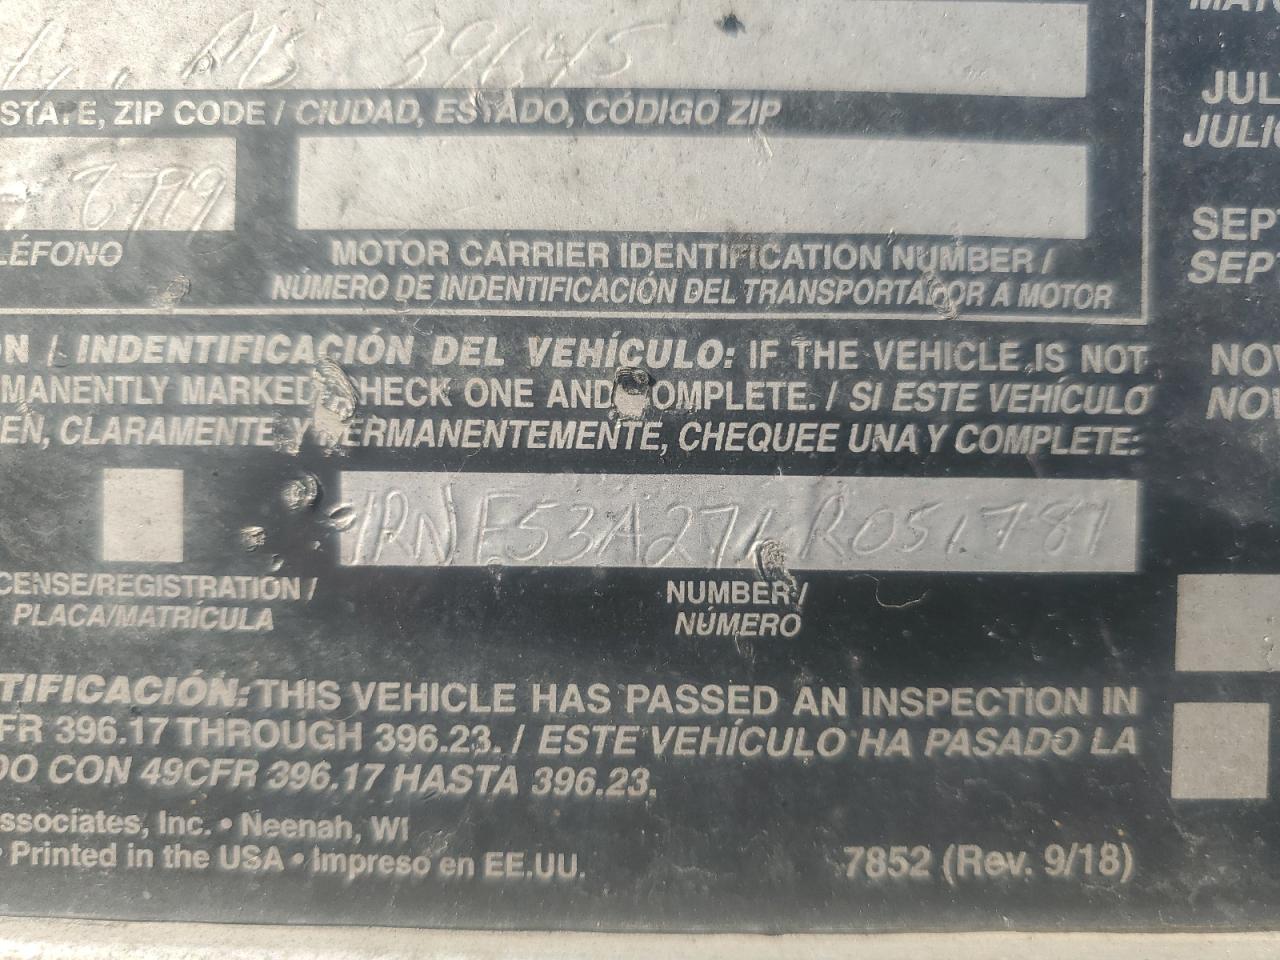 MS 39645
STATE, ZIP CODE / CIUDAD, ESTADO, CÓDIGO ZIP
LÉFONO
MOTOR CARRIER IDENTIFICATION NUMBER /
NÚMERO DE INDENTIFICACIÓN DEL TRANSPORTADOR A MOTOR
JUL
JULIO
SEP
SEPT
ON / INDENTIFICACIÓN DEL VEHÍCULO: IF THE VEHICLE IS NOT
MANENTLY MARKED, CHECK ONE AND COMPLETE. / SI ESTE VEHÍCULO
EN, CLARAMENTE Y PERMANENTEMENTE, CHEQUEE UNA Y COMPLETE:
NOV
NOV
CENSE/REGISTRATION /
PLACA/MATRÍCULA
NUMBER /
NÚMERO
TIFICACIÓN: THIS VEHICLE HAS PASSED AN INSPECTION IN
FR 396.17 THROUGH 396.23. / ESTE VEHÍCULO HA PASADO LA
DO CON 49CFR 396.17 HASTA 396.23.
ssociates, Inc. • Neenah, WI
• Printed in the USA • Impreso en EE.UU.
7852 (Rev. 9/18)